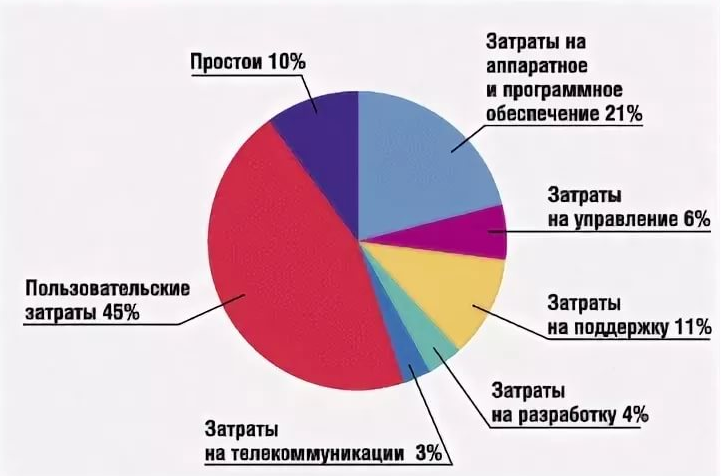 Затраты на
аппаратное
и программное
обеспечение 21%
Простои 10%
Затраты
на управление 6%
Пользовательские
затраты 45%
Затраты
на поддержку 11%
Затраты
на разработку 4%
Затраты
на телекоммуникации 3%